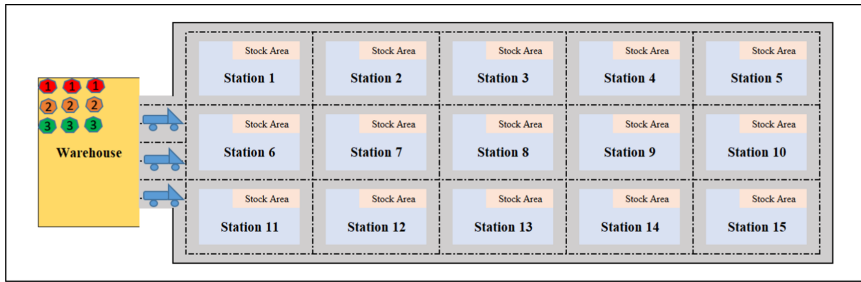 Stock Area Stock Area Stock Area Stock Area Stock Area
Station 1 Station 2 Station 3 Station 4 Station 5
1 1 1
2 2 2
3 3 3
Warehouse
Stock Area Stock Area Stock Area Stock Area Stock Area
Station 6 Station 7 Station 8 Station 9 Station 10
Stock Area Stock Area Stock Area Stock Area Stock Area
Station 11 Station 12 Station 13 Station 14 Station 15